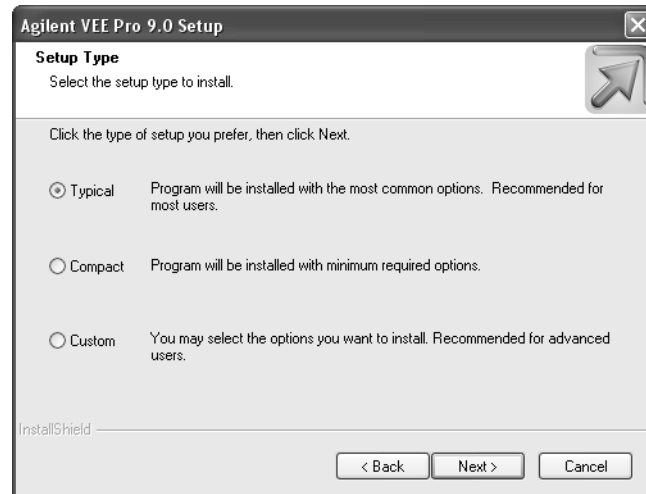 Agilent VEE Pro 9.0 Setup
Setup Type
Select the setup type to install.
Click the type of setup you prefer, then click Next.
Typical Program will be installed with the most common options. Recommended for
most users.
Compact Program will be installed with minimum required options.
Custom You may select the options you want to install. Recommended for advanced
users.
InstallShield
< Back Next > Cancel